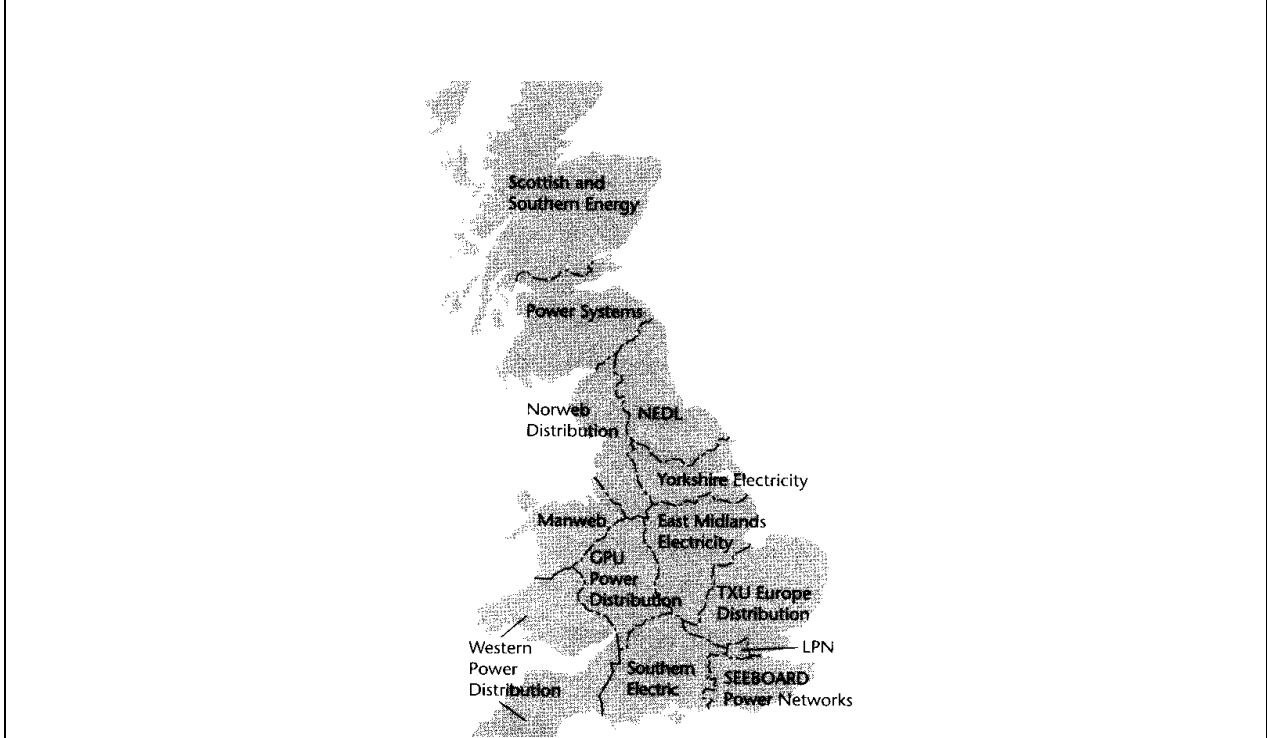 Scottish and
Southern Energy
Power Systems
Norweb
Distribution
NEDL
Yorkshire Electricity
Manweb
East Midlands
Electricity
GPU
Power
Distribution
TXU Europe
Distribution
Western
Power
Distribution
LPN
Southern
Electric
SEEBOARD
Power Networks